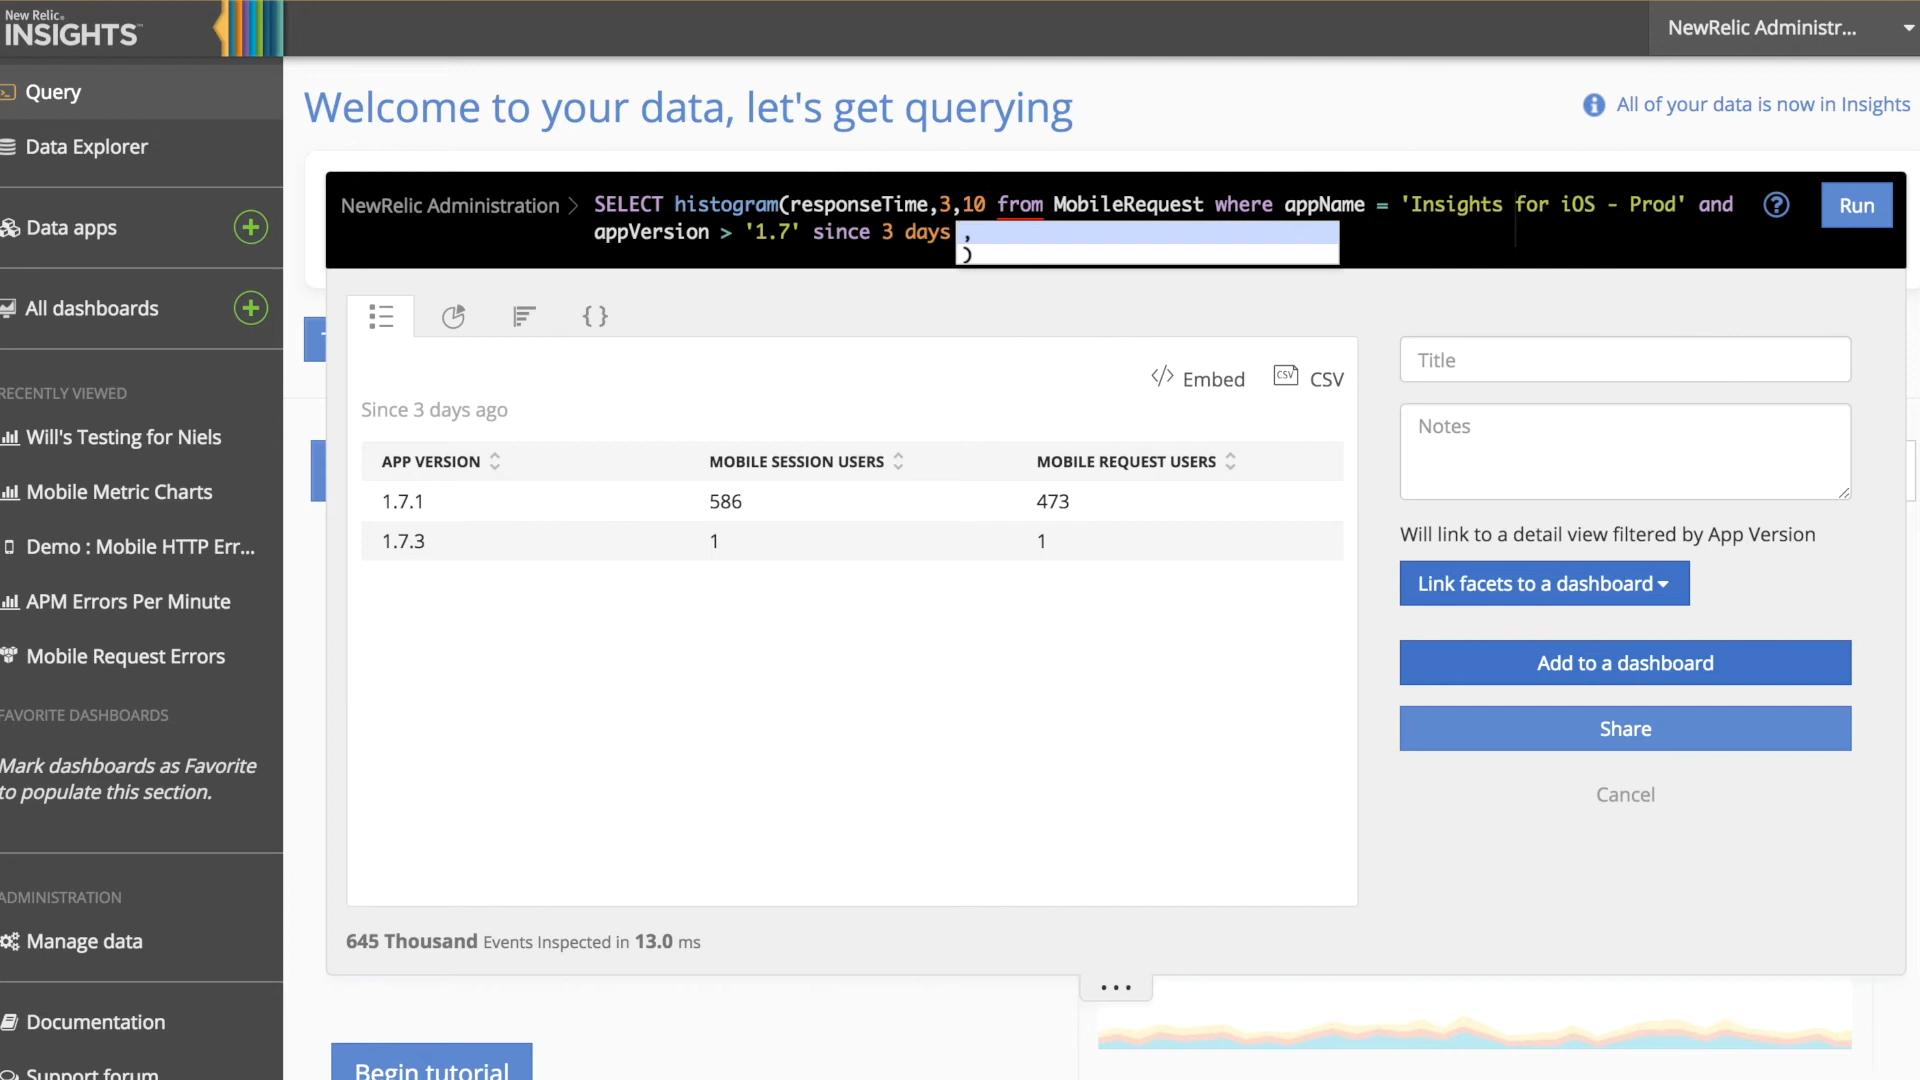 New Relic.
INSIGHTS™
NewRelic Administr...
Query
Data Explorer
Data apps
All dashboards
RECENTLY VIEWED
Will's Testing for Niels
Mobile Metric Charts
Demo : Mobile HTTP Err...
APM Errors Per Minute
Mobile Request Errors
FAVORITE DASHBOARDS
Mark dashboards as Favorite
to populate this section.
ADMINISTRATION
Manage data
Documentation
Support forum
Welcome to your data, let's get querying
All of your data is now in Insights
NewRelic Administration > SELECT histogram(responseTime,3,10 from MobileRequest where appName = 'Insights for iOS - Prod' and
appVersion > '1.7' since 3 days ,
)
? Run
{ }
</> Embed CSV CSV
Since 3 days ago
APP VERSION MOBILE SESSION USERS MOBILE REQUEST USERS
1.7.1 586 473
1.7.3 1 1
645 Thousand Events Inspected in 13.0 ms
Title
Notes
Will link to a detail view filtered by App Version
Link facets to a dashboard
Add to a dashboard
Share
Cancel
...
Begin tutorial